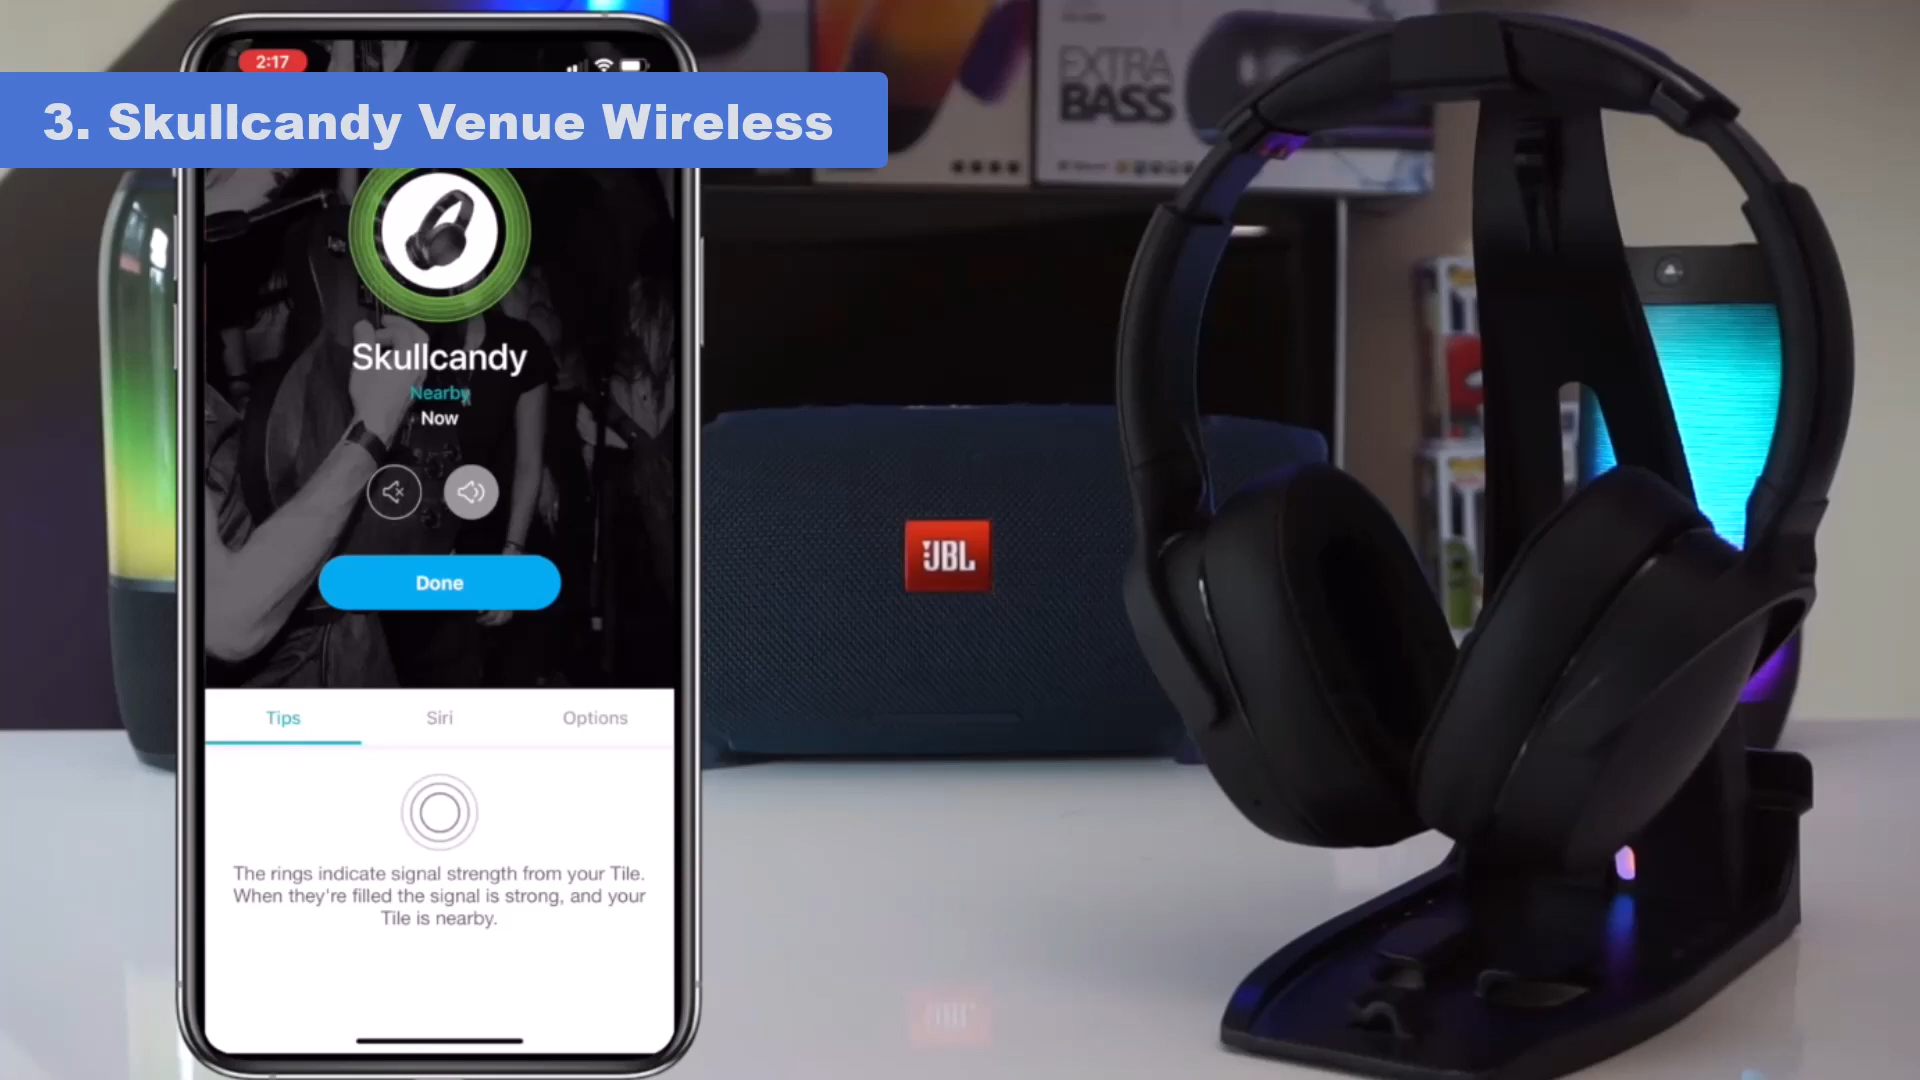 2:17
3. Skullcandy Venue Wireless
EXTRA
BASS
Skullcandy
Nearby
Now
Done
JBL
Tips
Siri
Options
The rings indicate signal strength from your Tile.
When they're filled the signal is strong, and your
Tile is nearby.